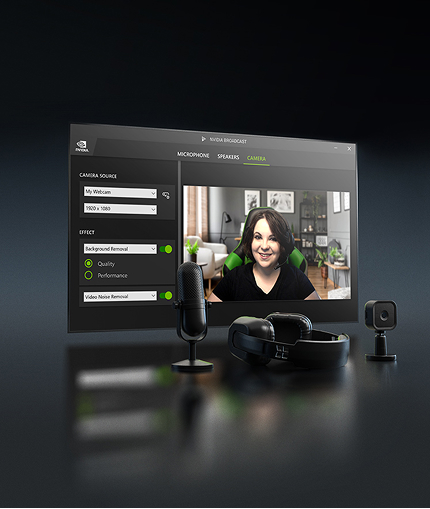 NVIDIA BROADCAST
NVIDIA
MICROPHONE SPEAKERS CAMERA
CAMERA SOURCE
My Webcam
1920 x 1080
EFFECT
Background Removal
Quality
Performance
Video Noise Removal